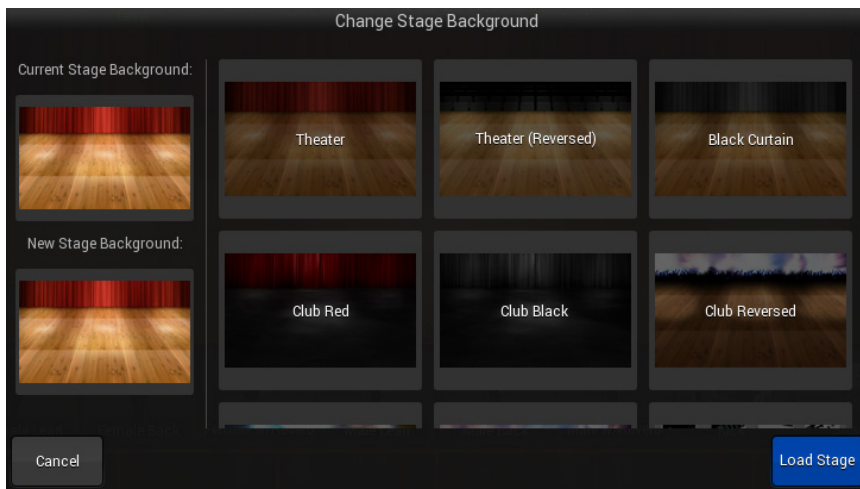 Change Stage Background
Current Stage Background:
New Stage Background:
Theater
Theater (Reversed)
Black Curtain
Club Red
Club Black
Club Reversed
Cancel
Load Stage